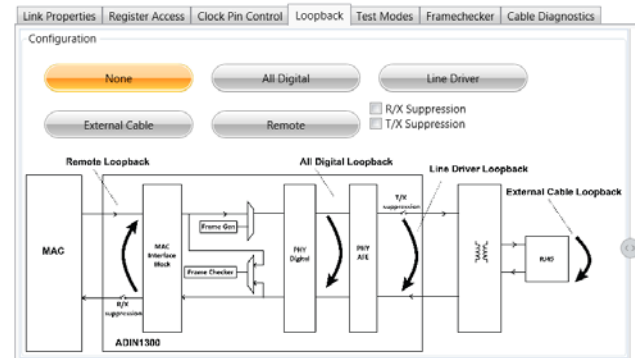 Link Properties Register Access Clock Pin Control Loopback Test Modes Framechecker Cable Diagnostics
Configuration
None All Digital Line Driver
External Cable Remote
R/X Suppression
T/X Suppression
Remote Loopback All Digital Loopback Line Driver Loopback
External Cable Loopback
T/X
suppression
Frame Gen
MAC
MAC
Interface
Block
PHY
Digital
PHY
AFE
RJ45
Frame Checker
R/X
suppression
ADIN1300